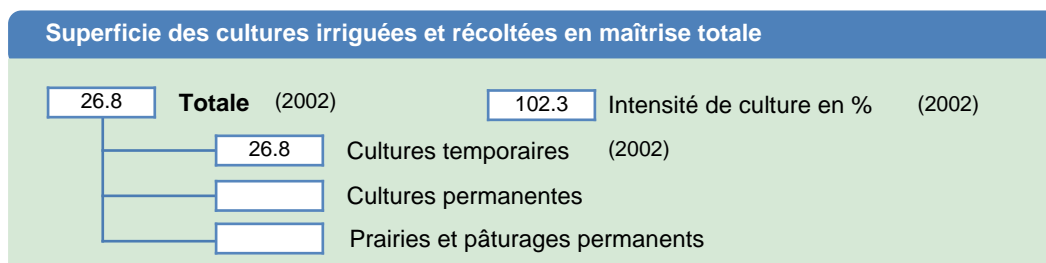 Superficie des cultures irriguées et récoltées en maîtrise totale
26.8 Totale (2002) 102.3 Intensité de culture en % (2002)
26.8 Cultures temporaires (2002)
Cultures permanentes
Prairies et pâturages permanents